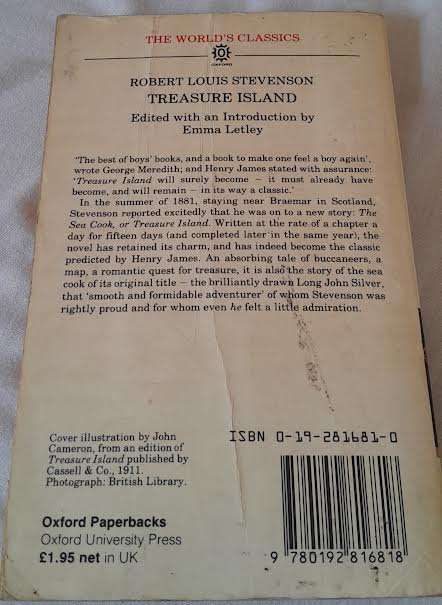 THE WORLD'S CLASSICS
OXFORD
ROBERT LOUIS STEVENSON
TREASURE ISLAND
Edited with an Introduction by
Emma Letley
'The best of boys' books, and a book to make one feel a boy again',
wrote George Meredith; and Henry James stated with assurance:
'Treasure Island will surely become – it must already have
become, and will remain – in its way a classic.'
In the summer of 1881, staying near Braemar in Scotland,
Stevenson reported excitedly that he was on to a new story: The
Sea Cook, or Treasure Island. Written at the rate of a chapter a
day for fifteen days (and completed later in the same year), the
novel has retained its charm, and has indeed become the classic
predicted by Henry James. An absorbing tale of buccaneers, a
map, a romantic quest for treasure, it is also the story of the sea
cook of its original title – the brilliantly drawn Long John Silver,
that 'smooth and formidable adventurer' of whom Stevenson was
rightly proud and for whom even he felt a little admiration.
Cover illustration by John
Cameron, from an edition of
Treasure Island published by
Cassell & Co., 1911.
Photograph: British Library.
ISBN 0-19-281681-0
Oxford Paperbacks
Oxford University Press
£1.95 net in UK
9 780192 816818